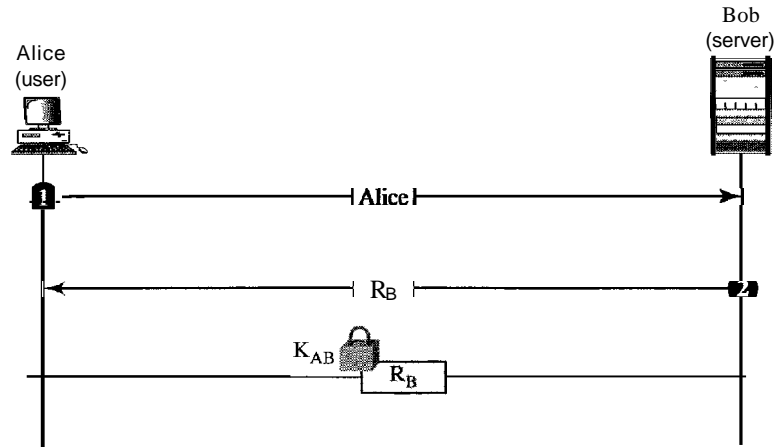 Bob
(server)
Alice
(user)
1
Alice
R_B
2
K_AB
R_B